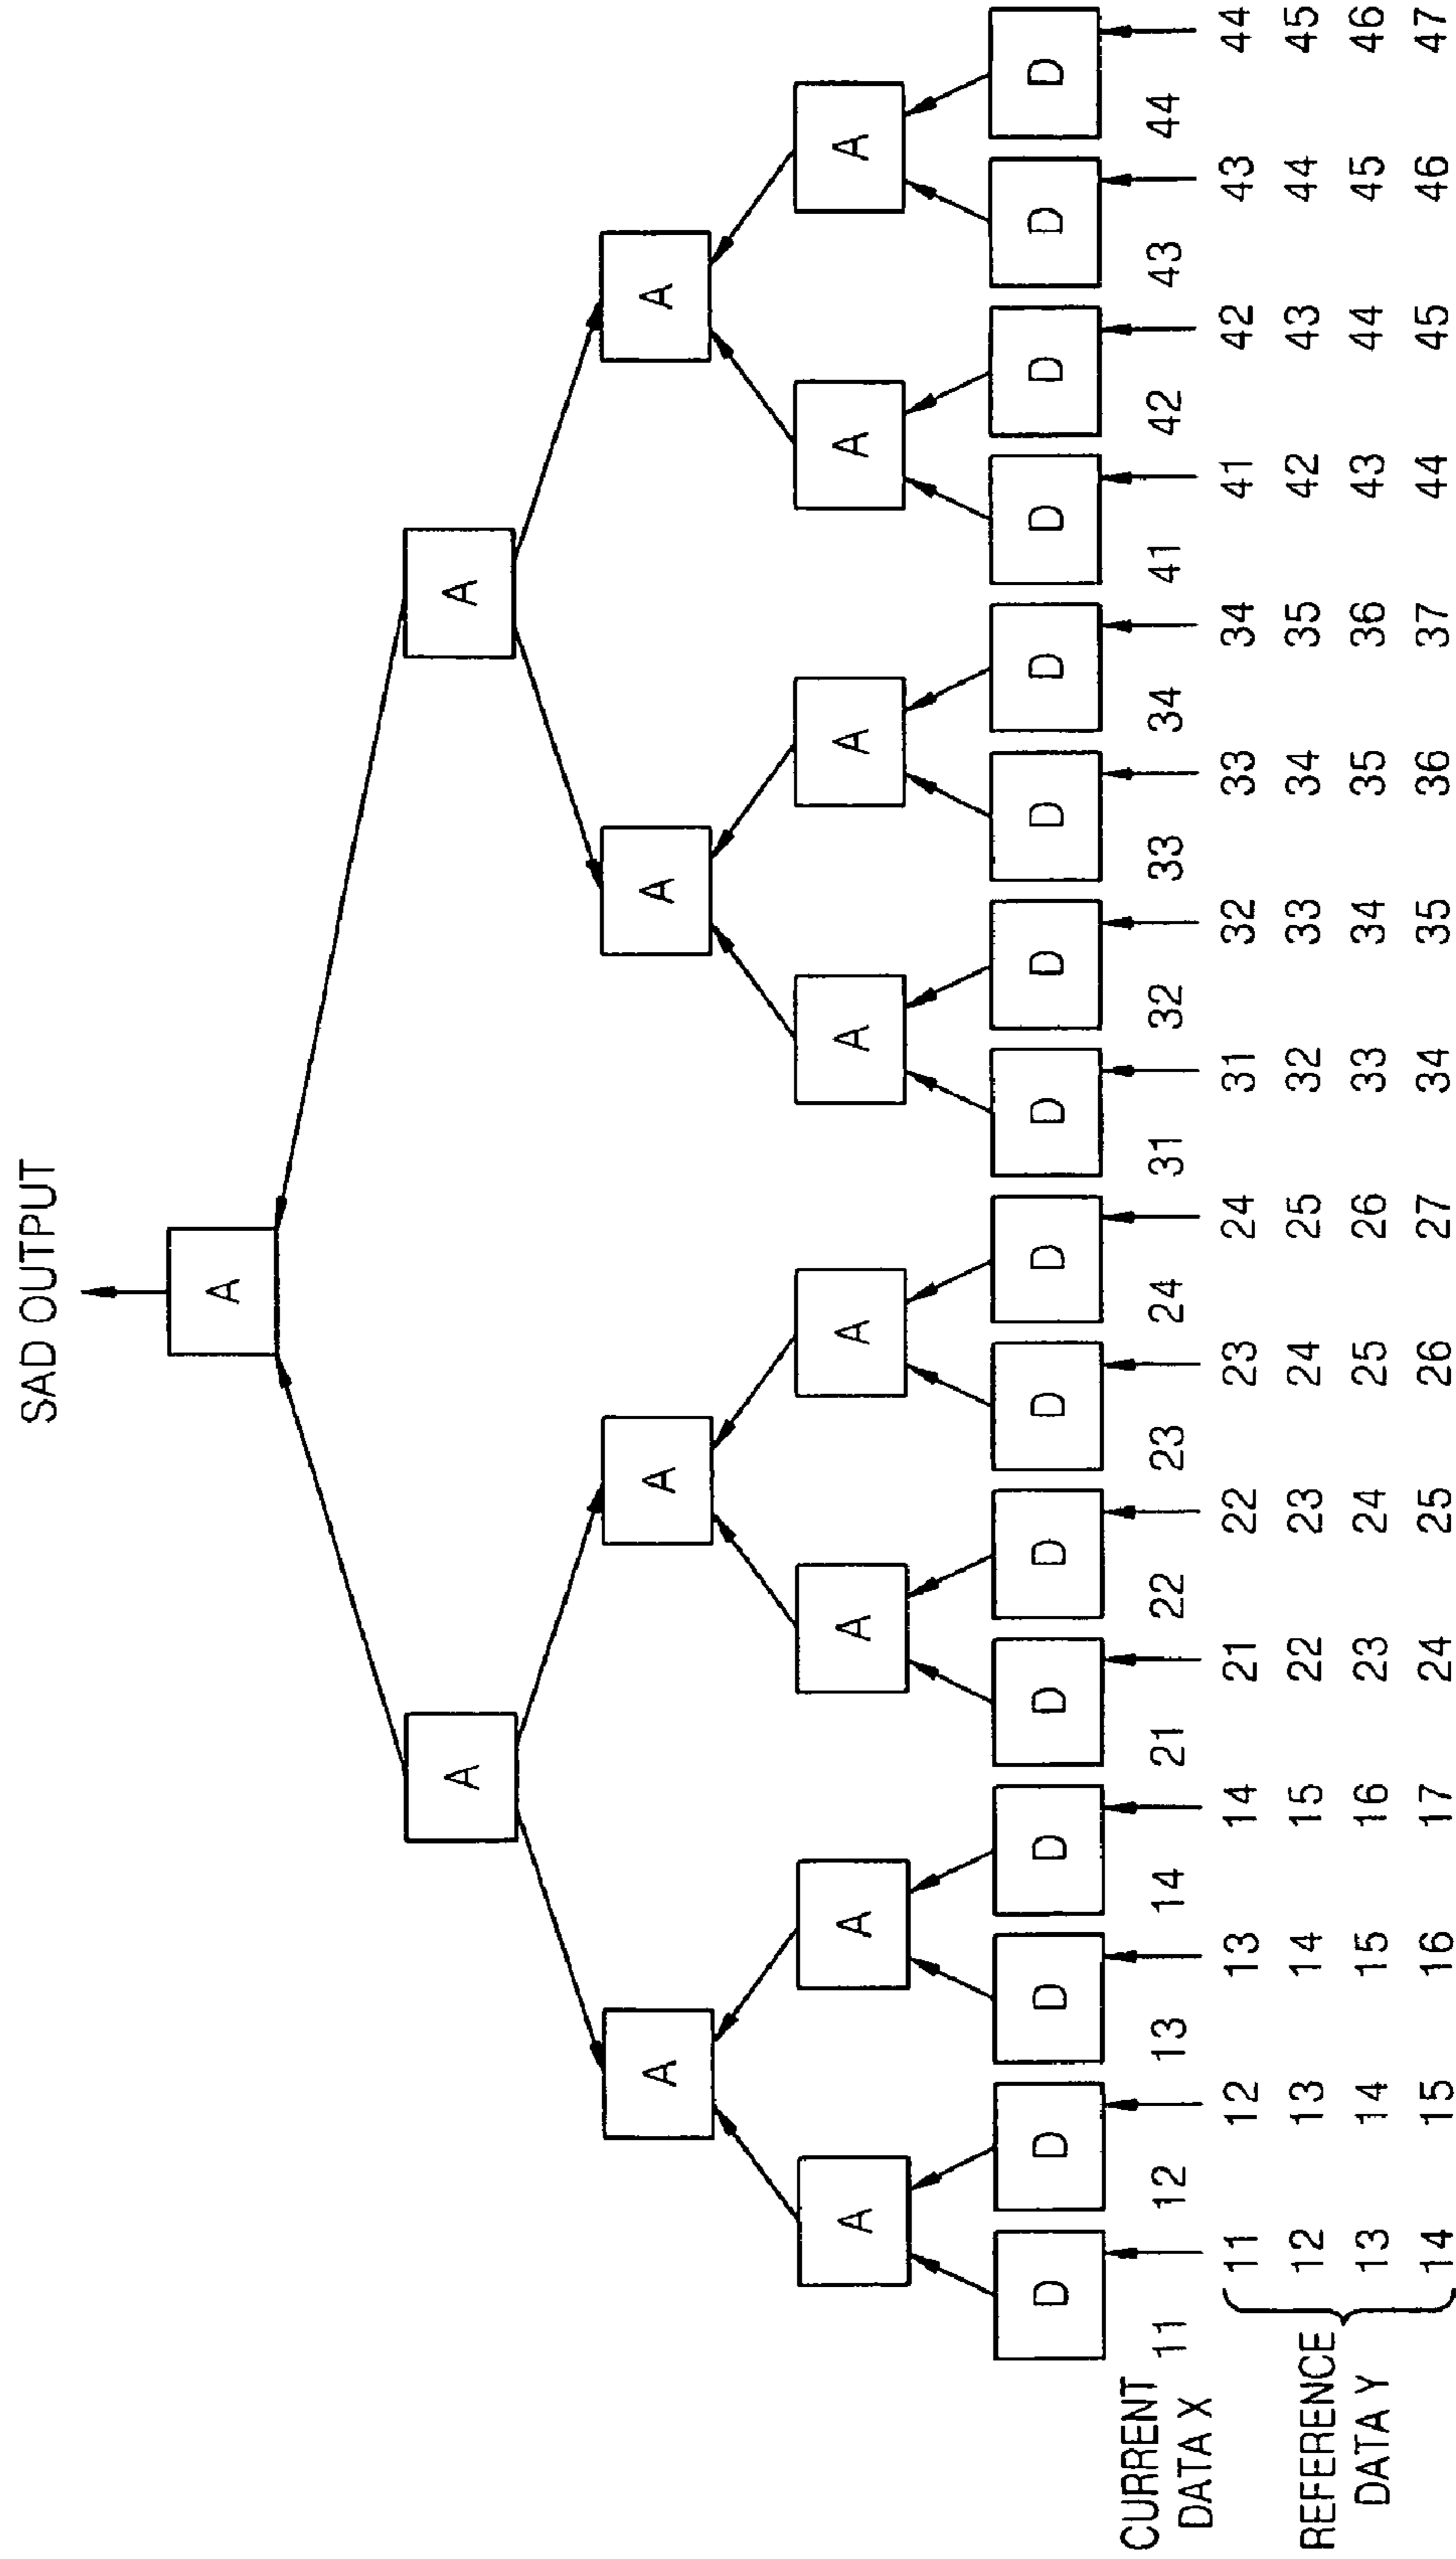 SAD OUTPUT
A
A A
A A A A
A A A A A A A A
D D D D D D D D D D D D D D D D
CURRENT
DATA X
11 12 13 14 21 22 23 24 31 32 33 34 41 42 43 44
REFERENCE
DATA Y
11 12 13 14 21 22 23 24 31 32 33 34 41 42 43 44
12 13 14 15 22 23 24 25 32 33 34 35 42 43 44 45
13 14 15 16 23 24 25 26 33 34 35 36 43 44 45 46
14 15 16 17 24 25 26 27 34 35 36 37 44 45 46 47